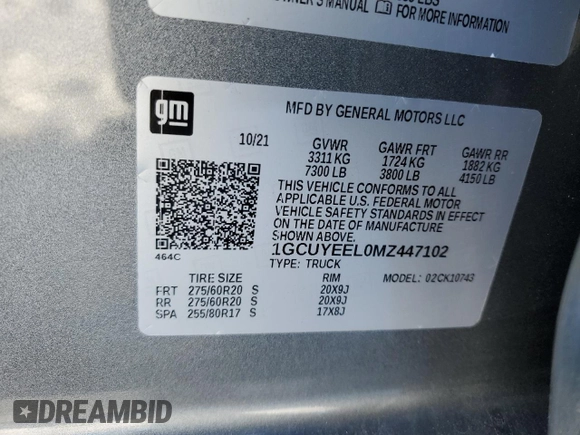 OWNER'S MANUAL FOR MORE INFORMATION
gm
MFD BY GENERAL MOTORS LLC
10/21 GVWR GAWR FRT GAWR RR
3311 KG 1724 KG 1882 KG
7300 LB 3800 LB 4150 LB
THIS VEHICLE CONFORMS TO ALL
APPLICABLE U.S. FEDERAL MOTOR
VEHICLE SAFETY STANDARDS IN EFFECT
ON THE DATE OF MANUFACTURE
SHOWN ABOVE.
464C
1GCUYEEL0MZ447102
TYPE: TRUCK MODEL: 02CK10743
TIRE SIZE RIM
FRT 275/60R20 S 20X9J
RR 275/60R20 S 20X9J
SPA 255/80R17 S 17X8J
DREAMBID